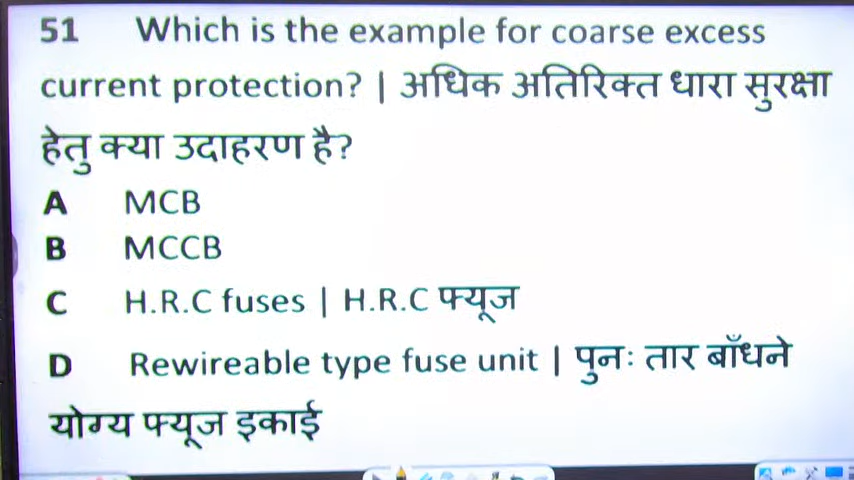 51 Which is the example for coarse excess
current protection? | अधिक अतिरिक्त धारा सुरक्षा
हेतु क्या उदाहरण है?
A MCB
B MCCB
C H.R.C fuses | H.R.C फ्यूज
D Rewireable type fuse unit | पुनः तार बाँधने
योग्य फ्यूज इकाई